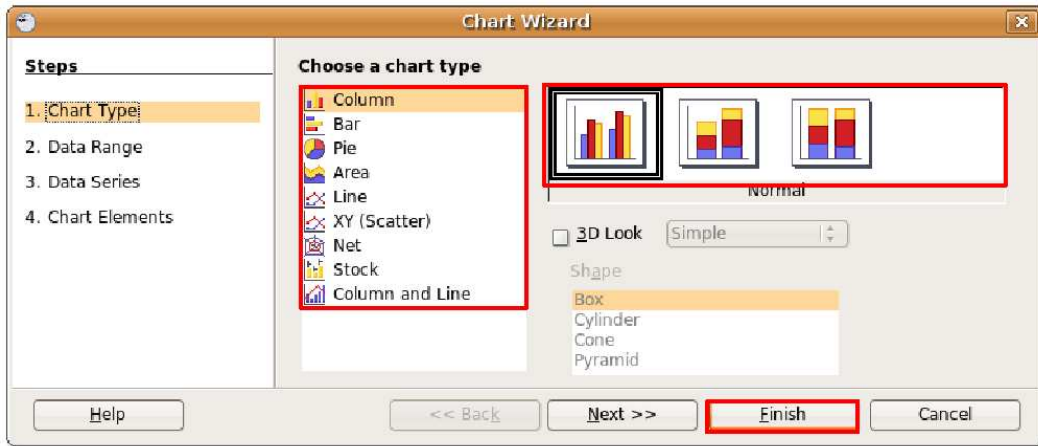 Chart Wizard
Steps
1. Chart Type
2. Data Range
3. Data Series
4. Chart Elements
Choose a chart type
Column
Bar
Pie
Area
Line
XY (Scatter)
Net
Stock
Column and Line
Normal
3D Look Simple
Shape
Box
Cylinder
Cone
Pyramid
Help << Back Next >> Finish Cancel